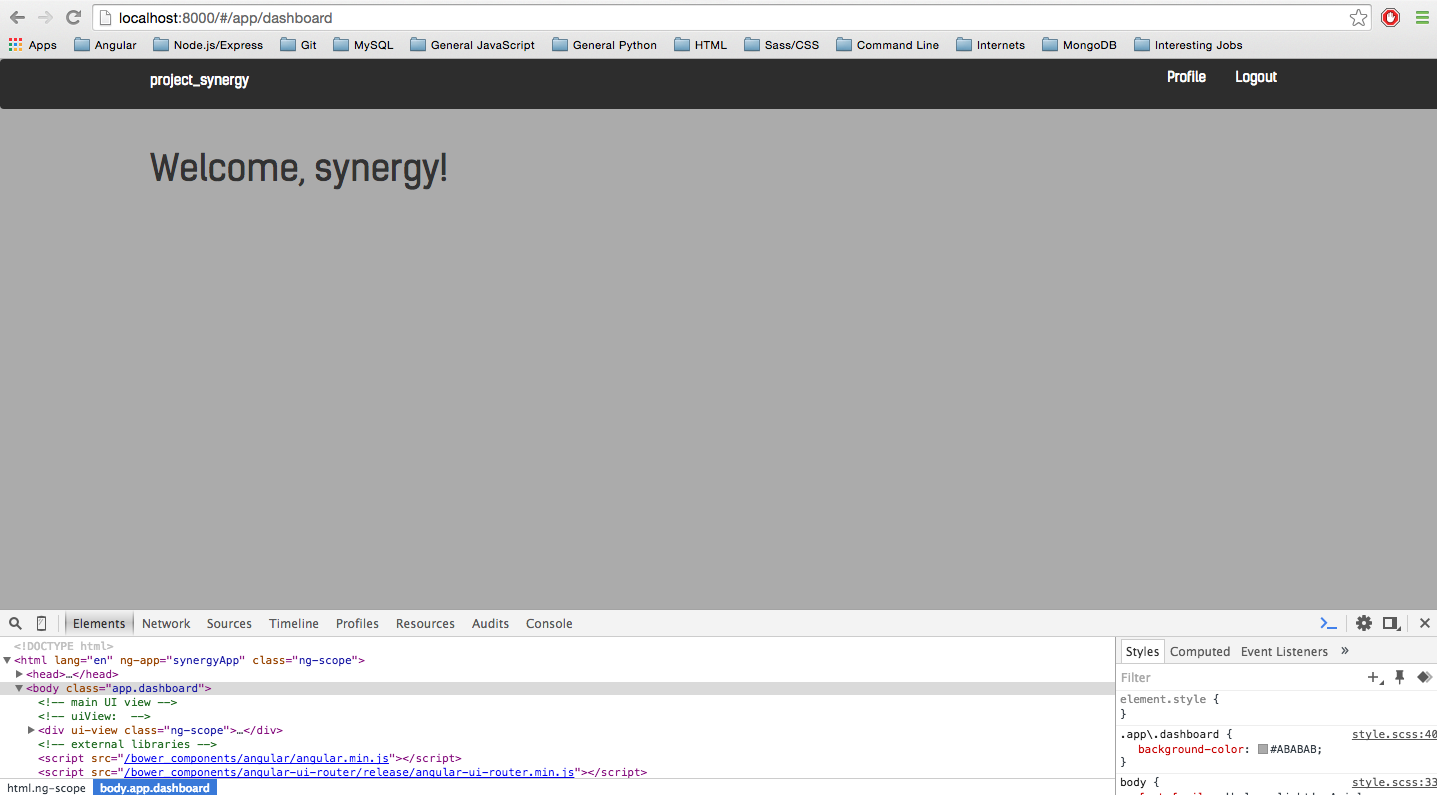 localhost:8000/#/app/dashboard
Apps Angular Node.js/Express Git MySQL General JavaScript General Python HTML Sass/CSS Command Line Internets MongoDB Interesting Jobs
project_synergy Profile Logout
Welcome, synergy!
Elements Network Sources Timeline Profiles Resources Audits Console
<!DOCTYPE html>
<html lang="en" ng-app="synergyApp" class="ng-scope">
<head>…</head>
<body class="app.dashboard">
<!-- main UI view -->
<!-- uiView:  -->
<div ui-view class="ng-scope">…</div>
<!-- external libraries -->
<script src="/bower_components/angular/angular.min.js"></script>
<script src="/bower_components/angular-ui-router/release/angular-ui-router.min.js"></script>
html.ng-scope body.app.dashboard
Styles Computed Event Listeners »
Filter
element.style {
}
.app\.dashboard { style.scss:40
background-color: #ABABAB;
}
body { style.scss:33